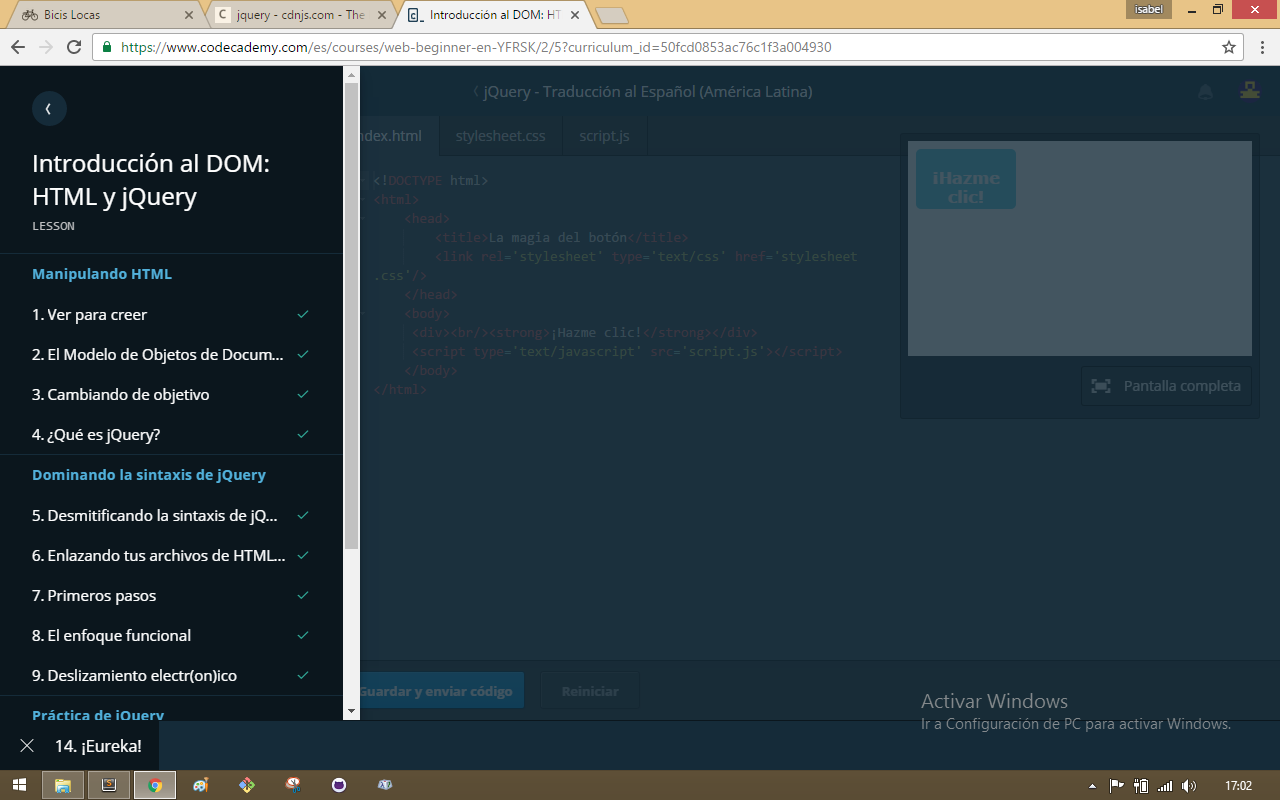 Bicis Locas
jquery - cdnjs.com - The
Introducción al DOM: HT
isabel
https://www.codecademy.com/es/courses/web-beginner-en-YFRSK/2/5?curriculum_id=50fcd0853ac76c1f3a004930
Introducción al DOM:
HTML y jQuery
LESSON
Manipulando HTML
1. Ver para creer
2. El Modelo de Objetos de Docum...
3. Cambiando de objetivo
4. ¿Qué es jQuery?
Dominando la sintaxis de jQuery
5. Desmitificando la sintaxis de jQ...
6. Enlazando tus archivos de HTML...
7. Primeros pasos
8. El enfoque funcional
9. Deslizamiento electr(on)ico
Práctica de jQuery
14. ¡Eureka!
jQuery - Traducción al Español (América Latina)
ndex.html
stylesheet.css
script.js
<!DOCTYPE html>
<html>
<head>
<title>La magia del botón</title>
<link rel='stylesheet' type='text/css' href='stylesheet
.css'/>
</head>
<body>
<div><br/><strong>¡Hazme clic!</strong></div>
<script type='text/javascript' src='script.js'></script>
</body>
</html>
¡Hazme
clic!
Pantalla completa
Guardar y enviar código
Reiniciar
Activar Windows
Ir a Configuración de PC para activar Windows.
17:02